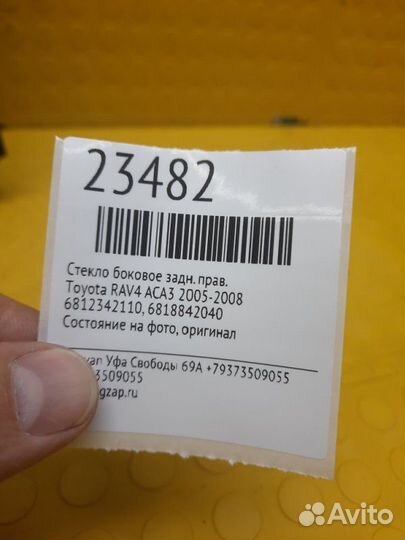 23482
Стекло боковое задн. прав.
Toyota RAV4 ACA3 2005-2008
6812342110, 6818842040
Состояние на фото, оригинал
Уфа Свободы 69А +79373509055
3509055
gzap.ru
Avito